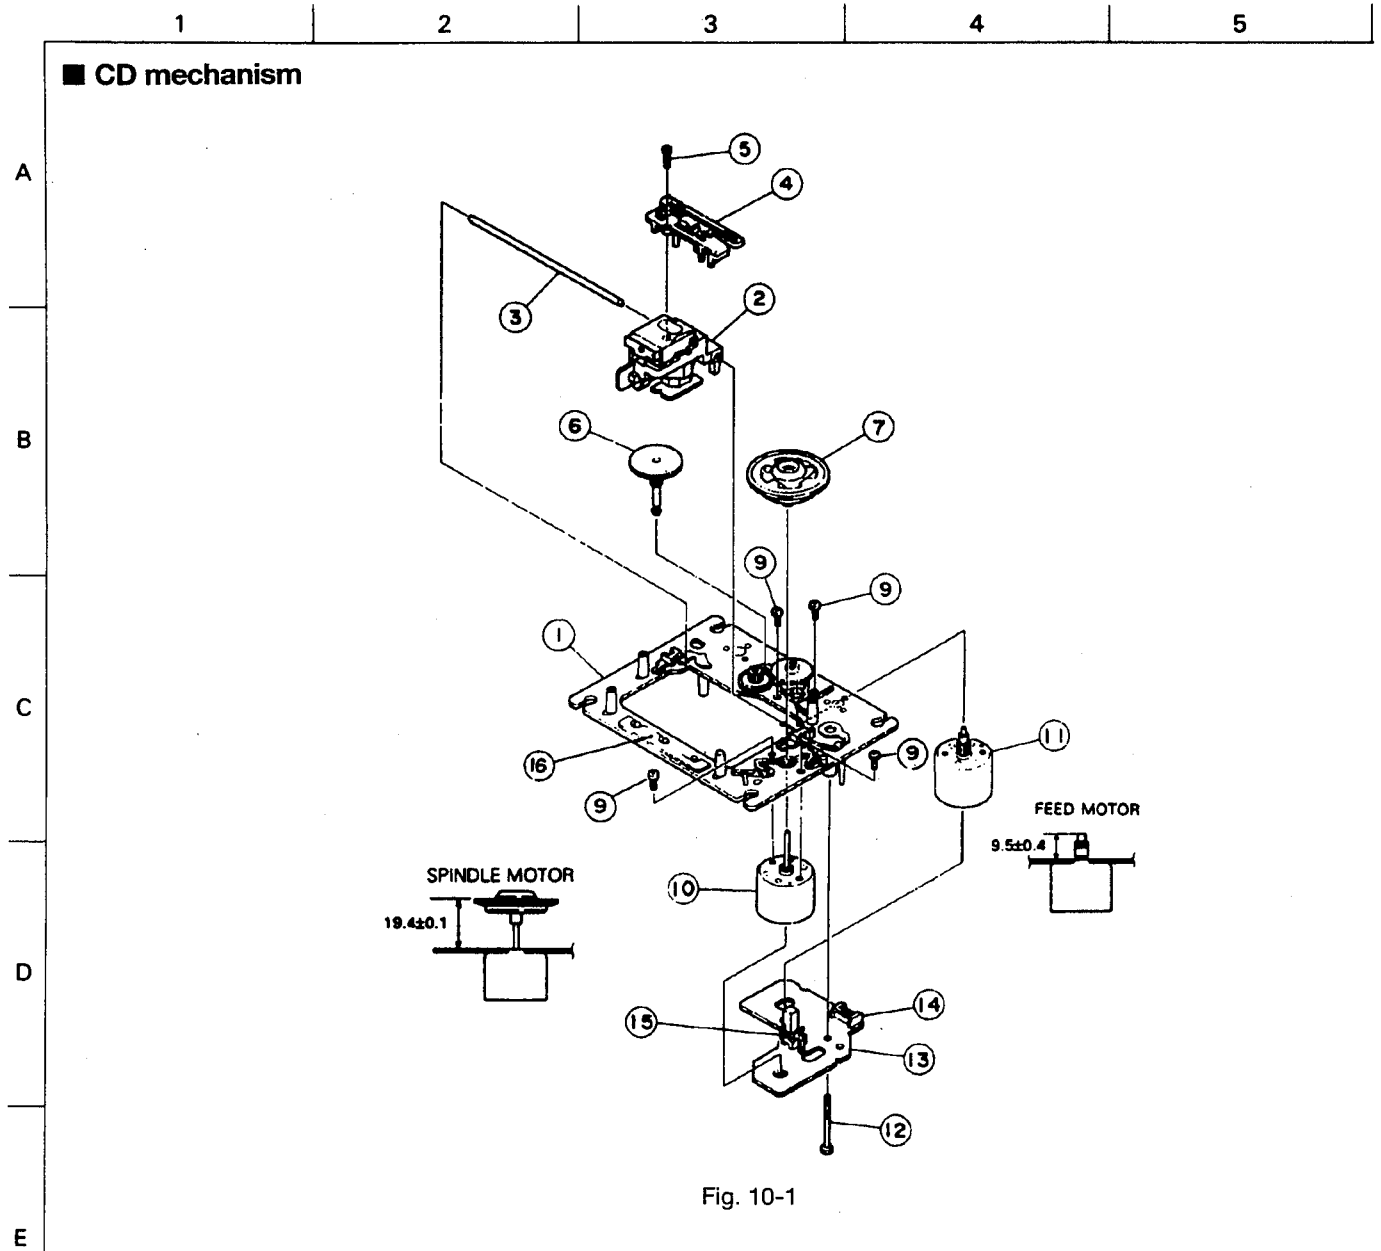 1 2 3 4 5
■ CD mechanism
A
5
4
3
2
B
6
7
9
9
1
C
16
9
9
11
FEED MOTOR
9.5±0.4
SPINDLE MOTOR
19.4±0.1
10
D
15
14
13
12
Fig. 10-1
E